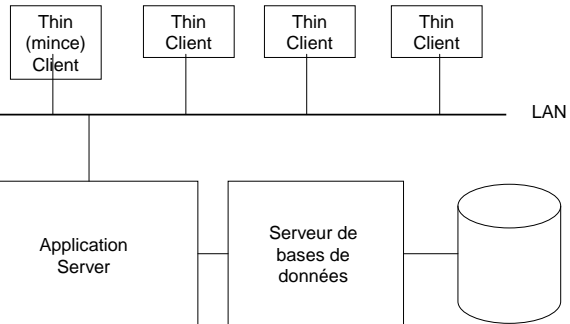 Thin
(mince)
Client
Thin
Client
Thin
Client
Thin
Client
LAN
Application
Server
Serveur de
bases de
données